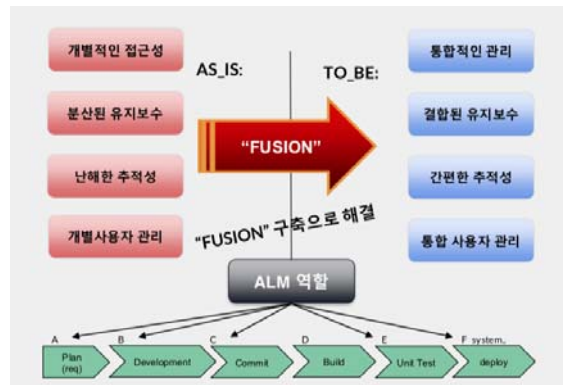 개별적인 접근성
분산된 유지보수
난해한 추적성
개별사용자 관리
AS_IS:
TO_BE:
“FUSION”
통합적인 관리
결합된 유지보수
간편한 추적성
통합 사용자 관리
“FUSION” 구축으로 해결
ALM 역할
A
B
C
D
E
F system,
Plan
(req)
Development
Commit
Build
Unit Test
deploy